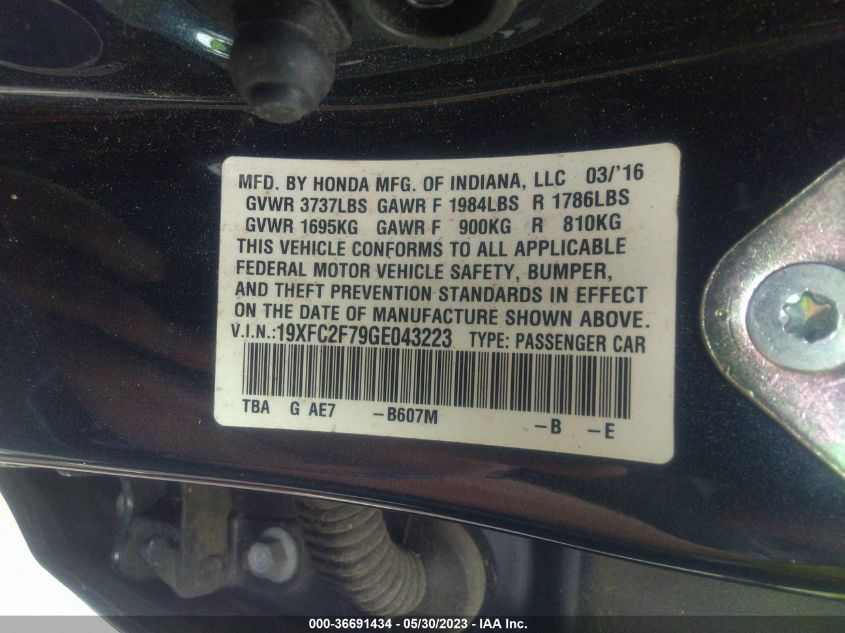 MFD. BY HONDA MFG. OF INDIANA, LLC 03/'16
GVWR 3737LBS GAWR F 1984LBS R 1786LBS
GVWR 1695KG GAWR F 900KG R 810KG
THIS VEHICLE CONFORMS TO ALL APPLICABLE
FEDERAL MOTOR VEHICLE SAFETY, BUMPER,
AND THEFT PREVENTION STANDARDS IN EFFECT
ON THE DATE OF MANUFACTURE SHOWN ABOVE.
V.I.N.:19XFC2F79GE043223 TYPE: PASSENGER CAR
TBA G AE7 –B607M –B –E
000-36691434 — 05/30/2023 — IAA Inc.